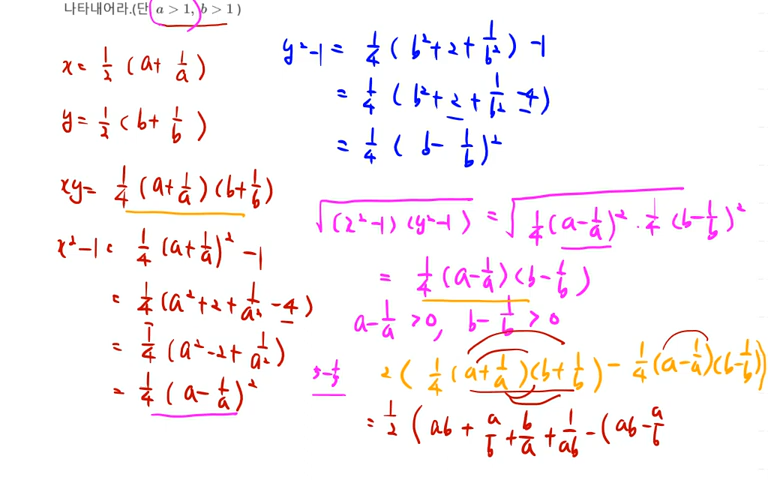 나타내어라.(단 a > 1, b > 1 )
x = 1/2 (a + 1/a)
y = 1/2 (b + 1/b)
xy = 1/4 (a + 1/a)(b + 1/b)
x² - 1 = 1/4 (a + 1/a)² - 1
= 1/4 (a² + 2 + 1/a² - 4)
= 1/4 (a² - 2 + 1/a²)
= 1/4 (a - 1/a)²
y² - 1 = 1/4 (b² + 2 + 1/b²) - 1
= 1/4 (b² + 2 + 1/b² - 4)
= 1/4 (b - 1/b)²
√((x² - 1)(y² - 1)) = √(1/4 (a - 1/a)² · 1/4 (b - 1/b)²)
= 1/4 (a - 1/a)(b - 1/b)
a - 1/a > 0, b - 1/b > 0
2 ( 1/4 (a + 1/a)(b + 1/b) - 1/4 (a - 1/a)(b - 1/b))
= 1/2 ( ab + a/b + b/a + 1/ab - (ab - a/b